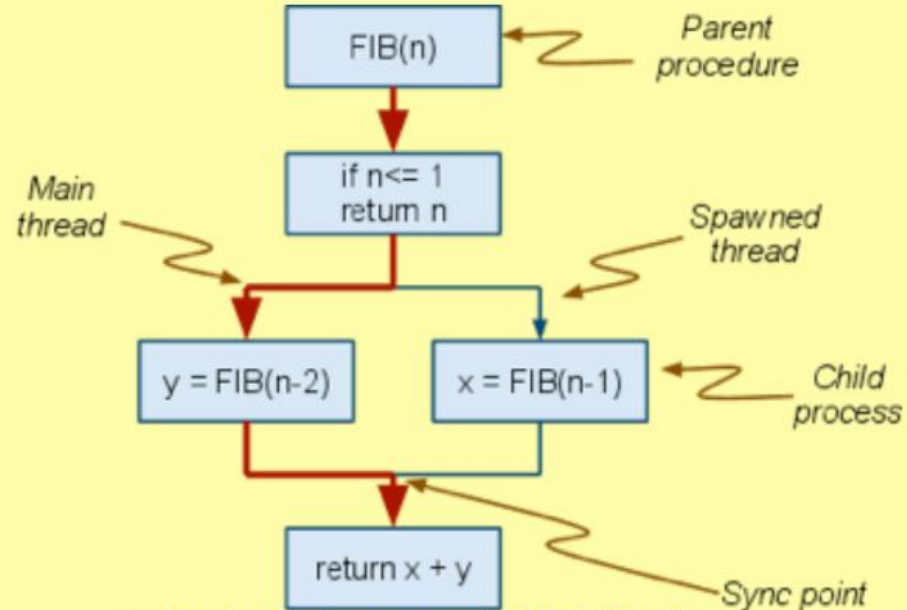 FIB(n)
Parent
procedure
if n<= 1
return n
Main
thread
Spawned
thread
y = FIB(n-2)
x = FIB(n-1)
Child
process
return x + y
Sync point